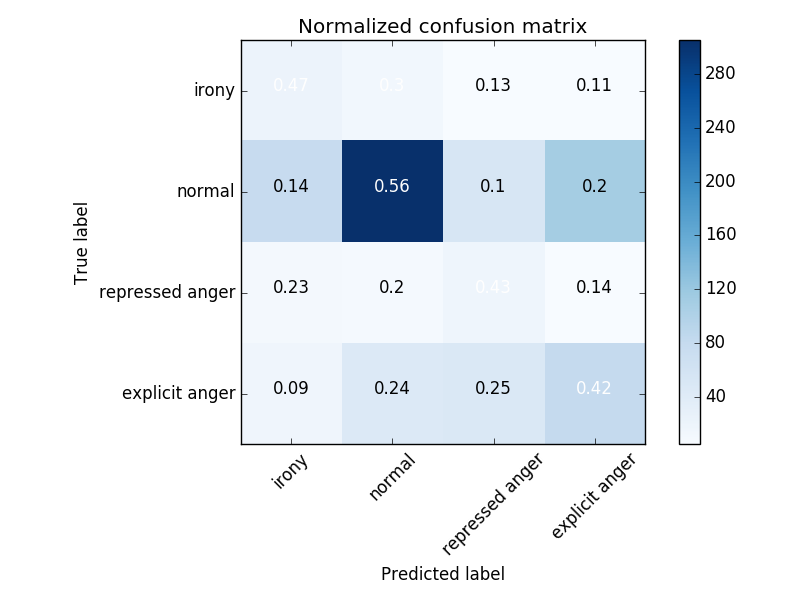 Normalized confusion matrix
irony 0.47 0.3 0.13 0.11
normal 0.14 0.56 0.1 0.2
repressed anger 0.23 0.2 0.43 0.14
explicit anger 0.09 0.24 0.25 0.42
True label
irony normal repressed anger explicit anger
Predicted label
280
240
200
160
120
80
40